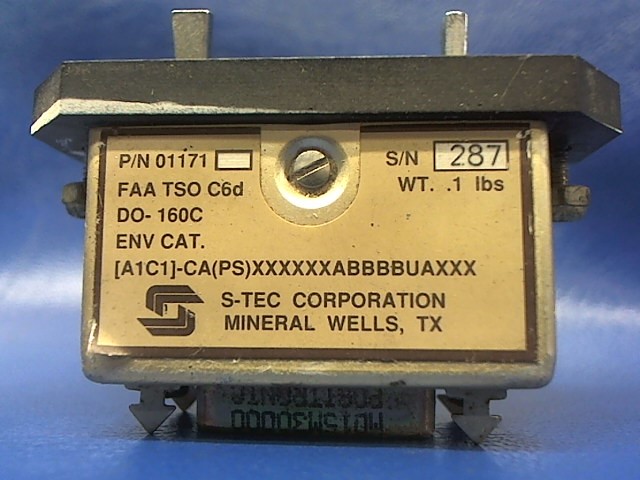 P/N 01171
S/N 287
FAA TSO C6d
WT. .1 lbs
DO-160C
ENV CAT.
[A1C1]-CA(PS)XXXXXXABBBBUAXXX
S-TEC CORPORATION
MINERAL WELLS, TX
POSITRONIC